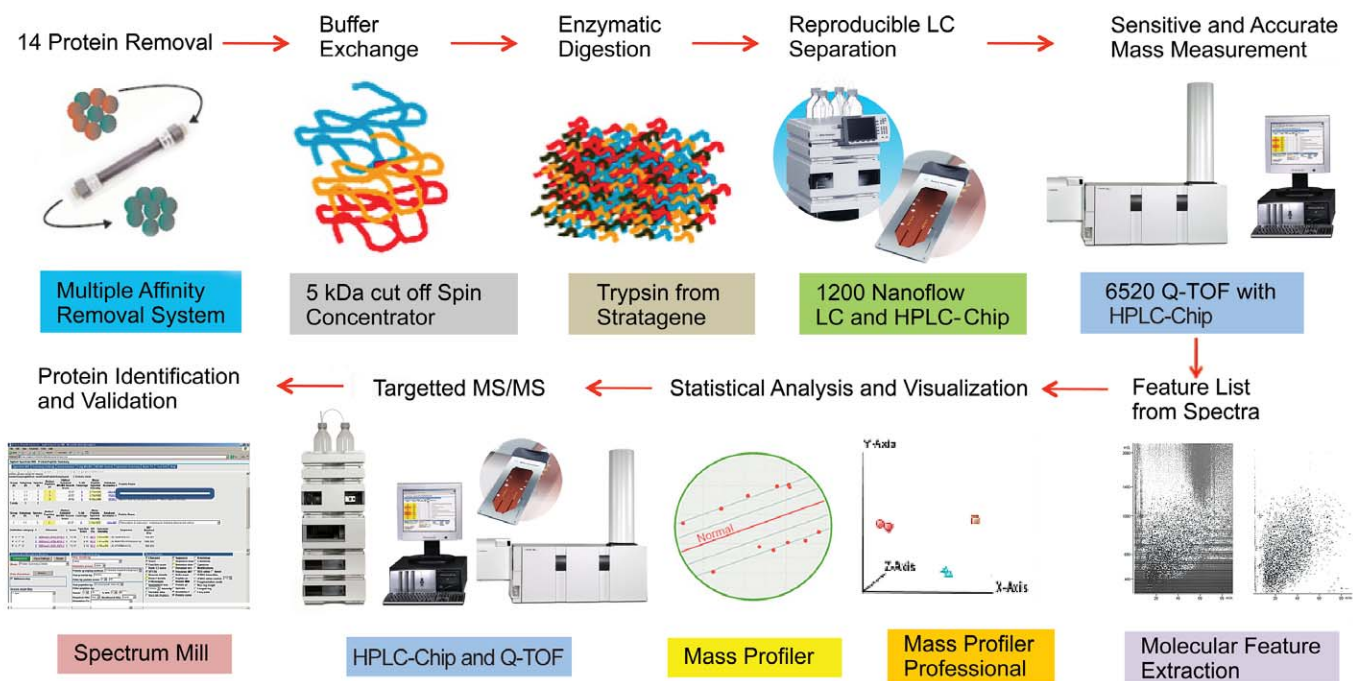 14 Protein Removal
Buffer
Exchange
Enzymatic
Digestion
Reproducible LC
Separation
Sensitive and Accurate
Mass Measurement
Multiple Affinity
Removal System
5 kDa cut off Spin
Concentrator
Trypsin from
Stratagene
1200 Nanoflow
LC and HPLC-Chip
6520 Q-TOF with
HPLC-Chip
Protein Identification
and Validation
Targetted MS/MS
Statistical Analysis and Visualization
Feature List
from Spectra
Normal
Y-Axis
Z-Axis
X-Axis
Spectrum Mill
HPLC-Chip and Q-TOF
Mass Profiler
Mass Profiler
Professional
Molecular Feature
Extraction